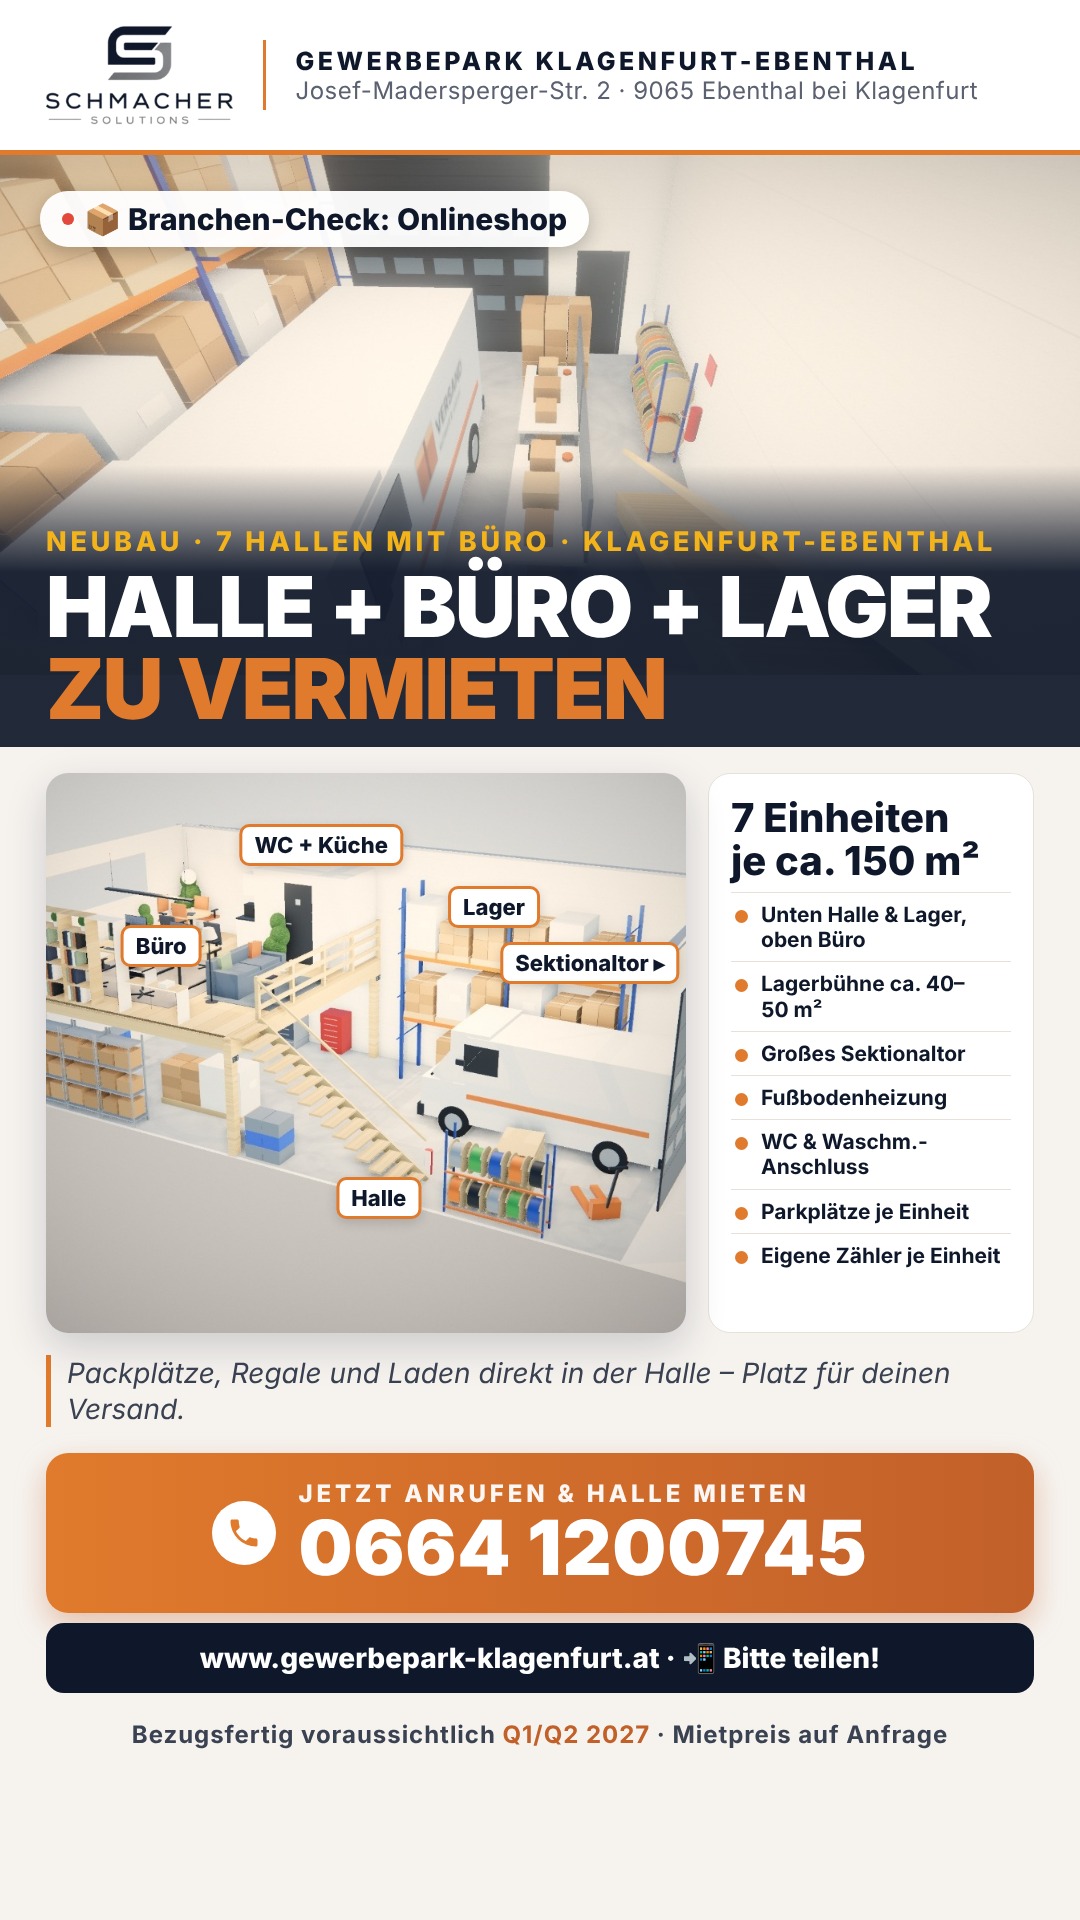 SCHMACHER
SOLUTIONS
GEWERBEPARK KLAGENFURT-EBENTHAL
Josef-Madersperger-Str. 2 · 9065 Ebenthal bei Klagenfurt
📦 Branchen-Check: Onlineshop
VERSAND
NEUBAU · 7 HALLEN MIT BÜRO · KLAGENFURT-EBENTHAL
HALLE + BÜRO + LAGER
ZU VERMIETEN
WC + Küche
Lager
Büro
Sektionaltor ▸
Halle
7 Einheiten
je ca. 150 m²
Unten Halle & Lager,
oben Büro
Lagerbühne ca. 40–
50 m²
Großes Sektionaltor
Fußbodenheizung
WC & Waschm.-
Anschluss
Parkplätze je Einheit
Eigene Zähler je Einheit
Packplätze, Regale und Laden direkt in der Halle – Platz für deinen
Versand.
JETZT ANRUFEN & HALLE MIETEN
0664 1200745
www.gewerbepark-klagenfurt.at · 📲 Bitte teilen!
Bezugsfertig voraussichtlich Q1/Q2 2027 · Mietpreis auf Anfrage